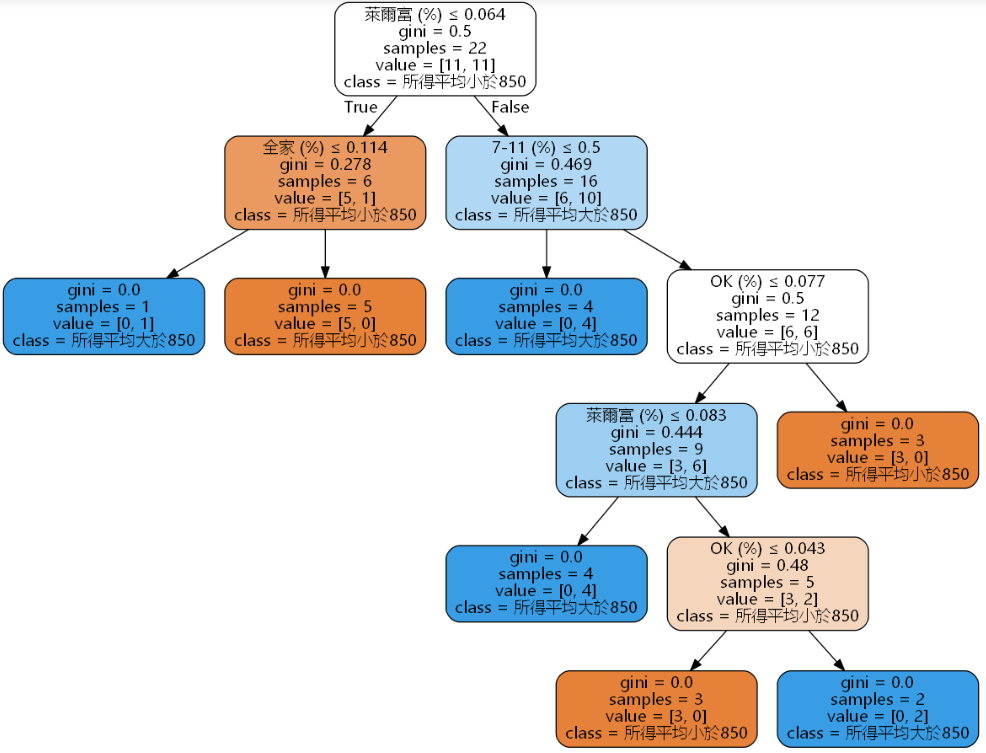 萊爾富 (%) ≤ 0.064
gini = 0.5
samples = 22
value = [11, 11]
class = 所得平均小於850
True
False
全家 (%) ≤ 0.114
gini = 0.278
samples = 6
value = [5, 1]
class = 所得平均小於850
7-11 (%) ≤ 0.5
gini = 0.469
samples = 16
value = [6, 10]
class = 所得平均大於850
gini = 0.0
samples = 1
value = [0, 1]
class = 所得平均大於850
gini = 0.0
samples = 5
value = [5, 0]
class = 所得平均小於850
gini = 0.0
samples = 4
value = [0, 4]
class = 所得平均大於850
OK (%) ≤ 0.077
gini = 0.5
samples = 12
value = [6, 6]
class = 所得平均小於850
萊爾富 (%) ≤ 0.083
gini = 0.444
samples = 9
value = [3, 6]
class = 所得平均大於850
gini = 0.0
samples = 3
value = [3, 0]
class = 所得平均小於850
gini = 0.0
samples = 4
value = [0, 4]
class = 所得平均大於850
OK (%) ≤ 0.043
gini = 0.48
samples = 5
value = [3, 2]
class = 所得平均小於850
gini = 0.0
samples = 3
value = [3, 0]
class = 所得平均小於850
gini = 0.0
samples = 2
value = [0, 2]
class = 所得平均大於850